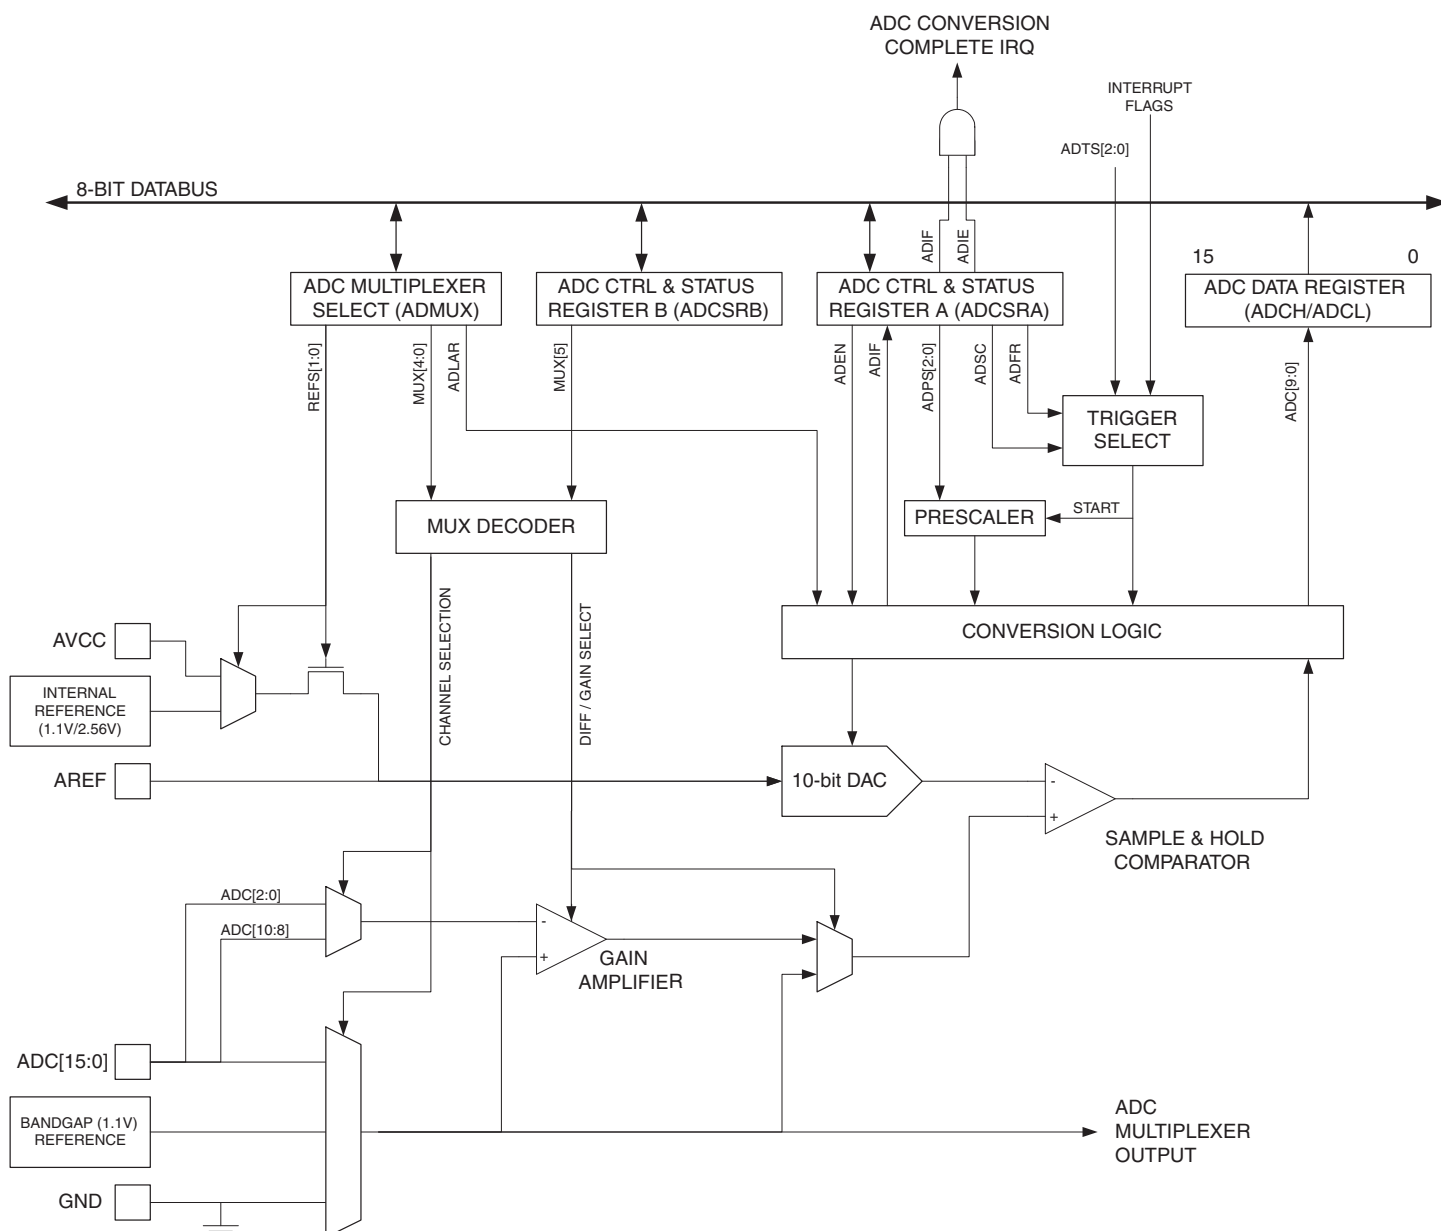 ADC CONVERSION
COMPLETE IRQ
INTERRUPT
FLAGS
ADTS[2:0]
8-BIT DATABUS
ADIF
ADIE
15
0
ADC MULTIPLEXER
SELECT (ADMUX)
ADC CTRL & STATUS
REGISTER B (ADCSRB)
ADC CTRL & STATUS
REGISTER A (ADCSRA)
ADC DATA REGISTER
(ADCH/ADCL)
REFS[1:0]
MUX[4:0]
ADLAR
MUX[5]
ADEN
ADIF
ADPS[2:0]
ADSC
ADFR
ADC[9:0]
TRIGGER
SELECT
MUX DECODER
PRESCALER
START
CHANNEL SELECTION
DIFF / GAIN SELECT
CONVERSION LOGIC
AVCC
INTERNAL
REFERENCE
(1.1V/2.56V)
AREF
10-bit DAC
-
+
SAMPLE & HOLD
COMPARATOR
ADC[2:0]
ADC[10:8]
-
+
GAIN
AMPLIFIER
ADC[15:0]
BANDGAP (1.1V)
REFERENCE
ADC
MULTIPLEXER
OUTPUT
GND